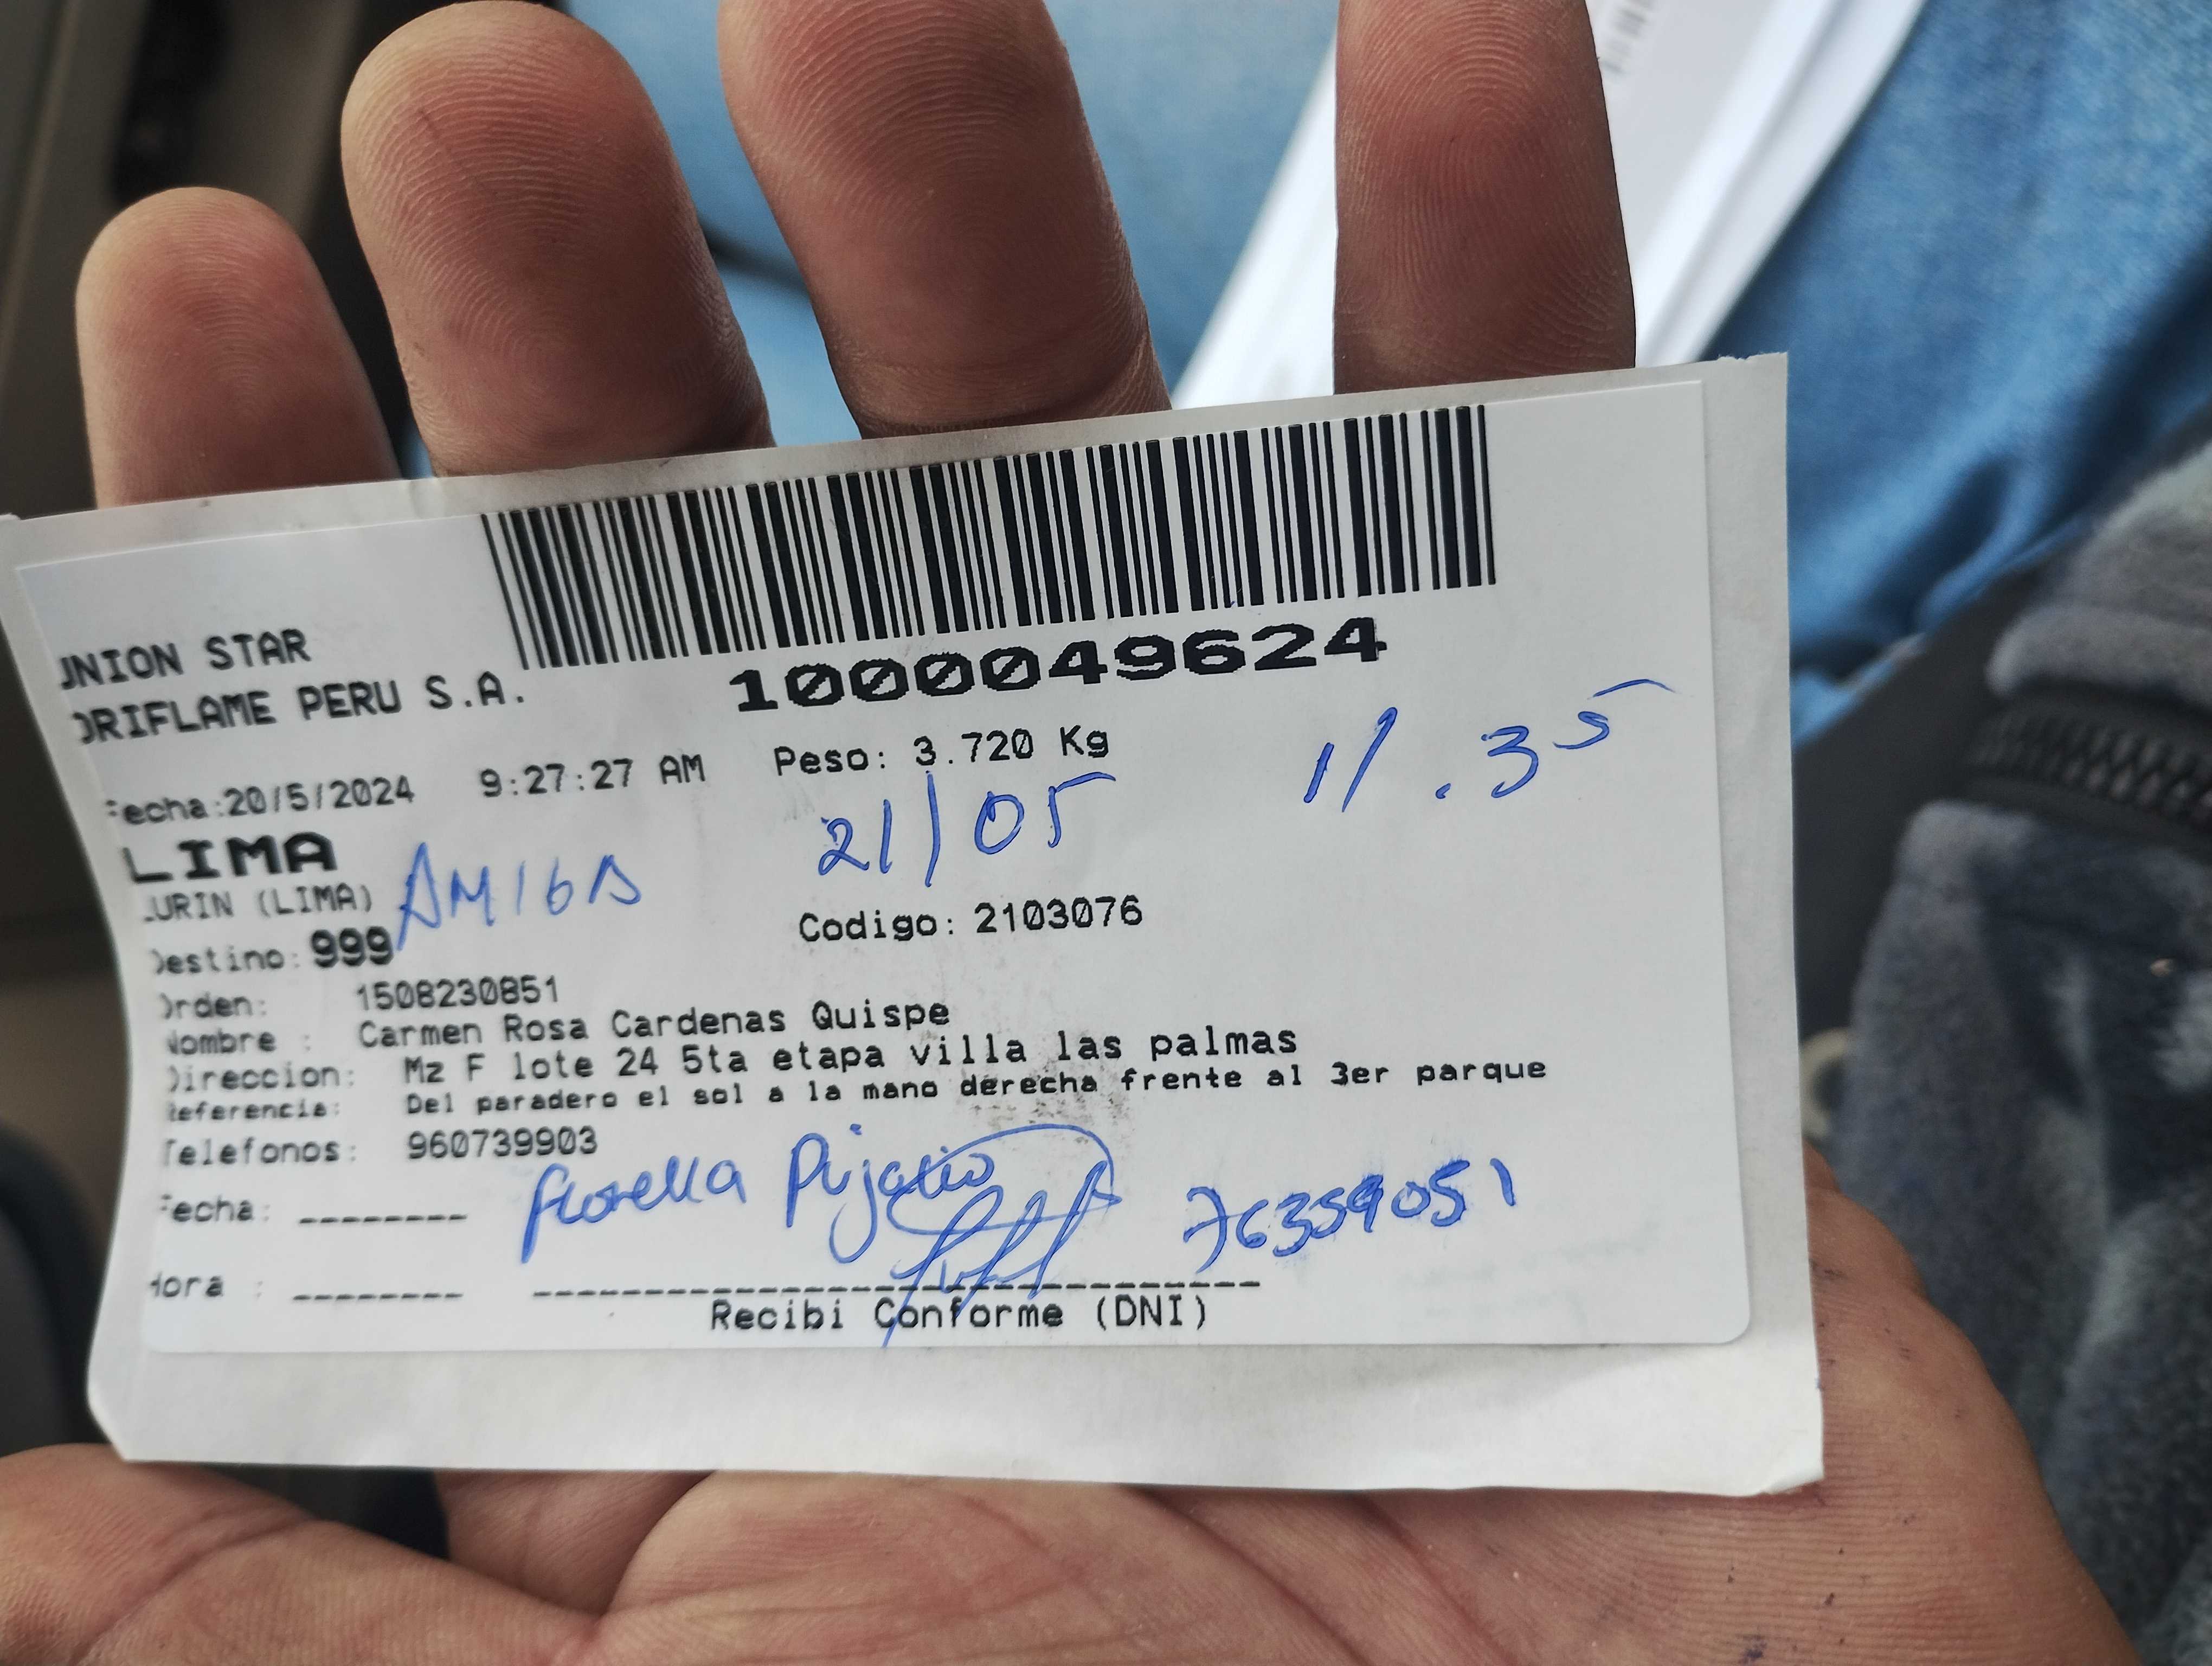 UNION STAR
ORIFLAME PERU S.A.
1000049624
Fecha:20/5/2024 9:27:27 AM Peso: 3.720 Kg
11 .35
21/05
LIMA
LURIN (LIMA) AMIGA
Destino: 999 Codigo: 2103076
Orden: 1508230851
Nombre : Carmen Rosa Cardenas Quispe
Direccion: Mz F lote 24 5ta etapa villa las palmas
Referencia: Del paradero el sol a la mano derecha frente al 3er parque
Telefonos: 960739903
Fiorella 76359051
Fecha: --------
Hora : --------
Recibi Conforme (DNI)